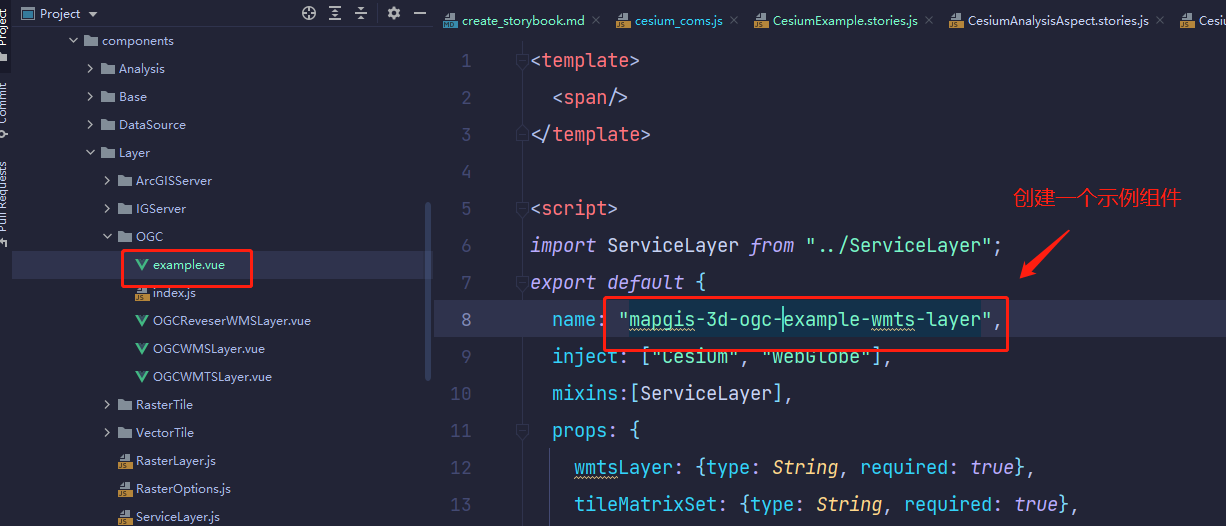 Project
create_storybook.md
cesium_coms.js
CesiumExample.stories.js
CesiumAnalysisAspect.stories.js
Project
Commit
Pull Requests
components
Analysis
Base
DataSource
Layer
ArcGISServer
IGServer
OGC
example.vue
index.js
OGCReveserWMSLayer.vue
OGCWMSLayer.vue
OGCWMTSLayer.vue
RasterTile
VectorTile
RasterLayer.js
RasterOptions.js
ServiceLayer.js
1 <template>
2 <span/>
3 </template>
4
5 <script>
6 import ServiceLayer from "../ServiceLayer";
7 export default {
8 name: "mapgis-3d-ogc-example-wmts-layer",
9 inject: ["Cesium", "WebGlobe"],
10 mixins:[ServiceLayer],
11 props: {
12 wmtsLayer: {type: String, required: true},
13 tileMatrixSet: {type: String, required: true},
创建一个示例组件